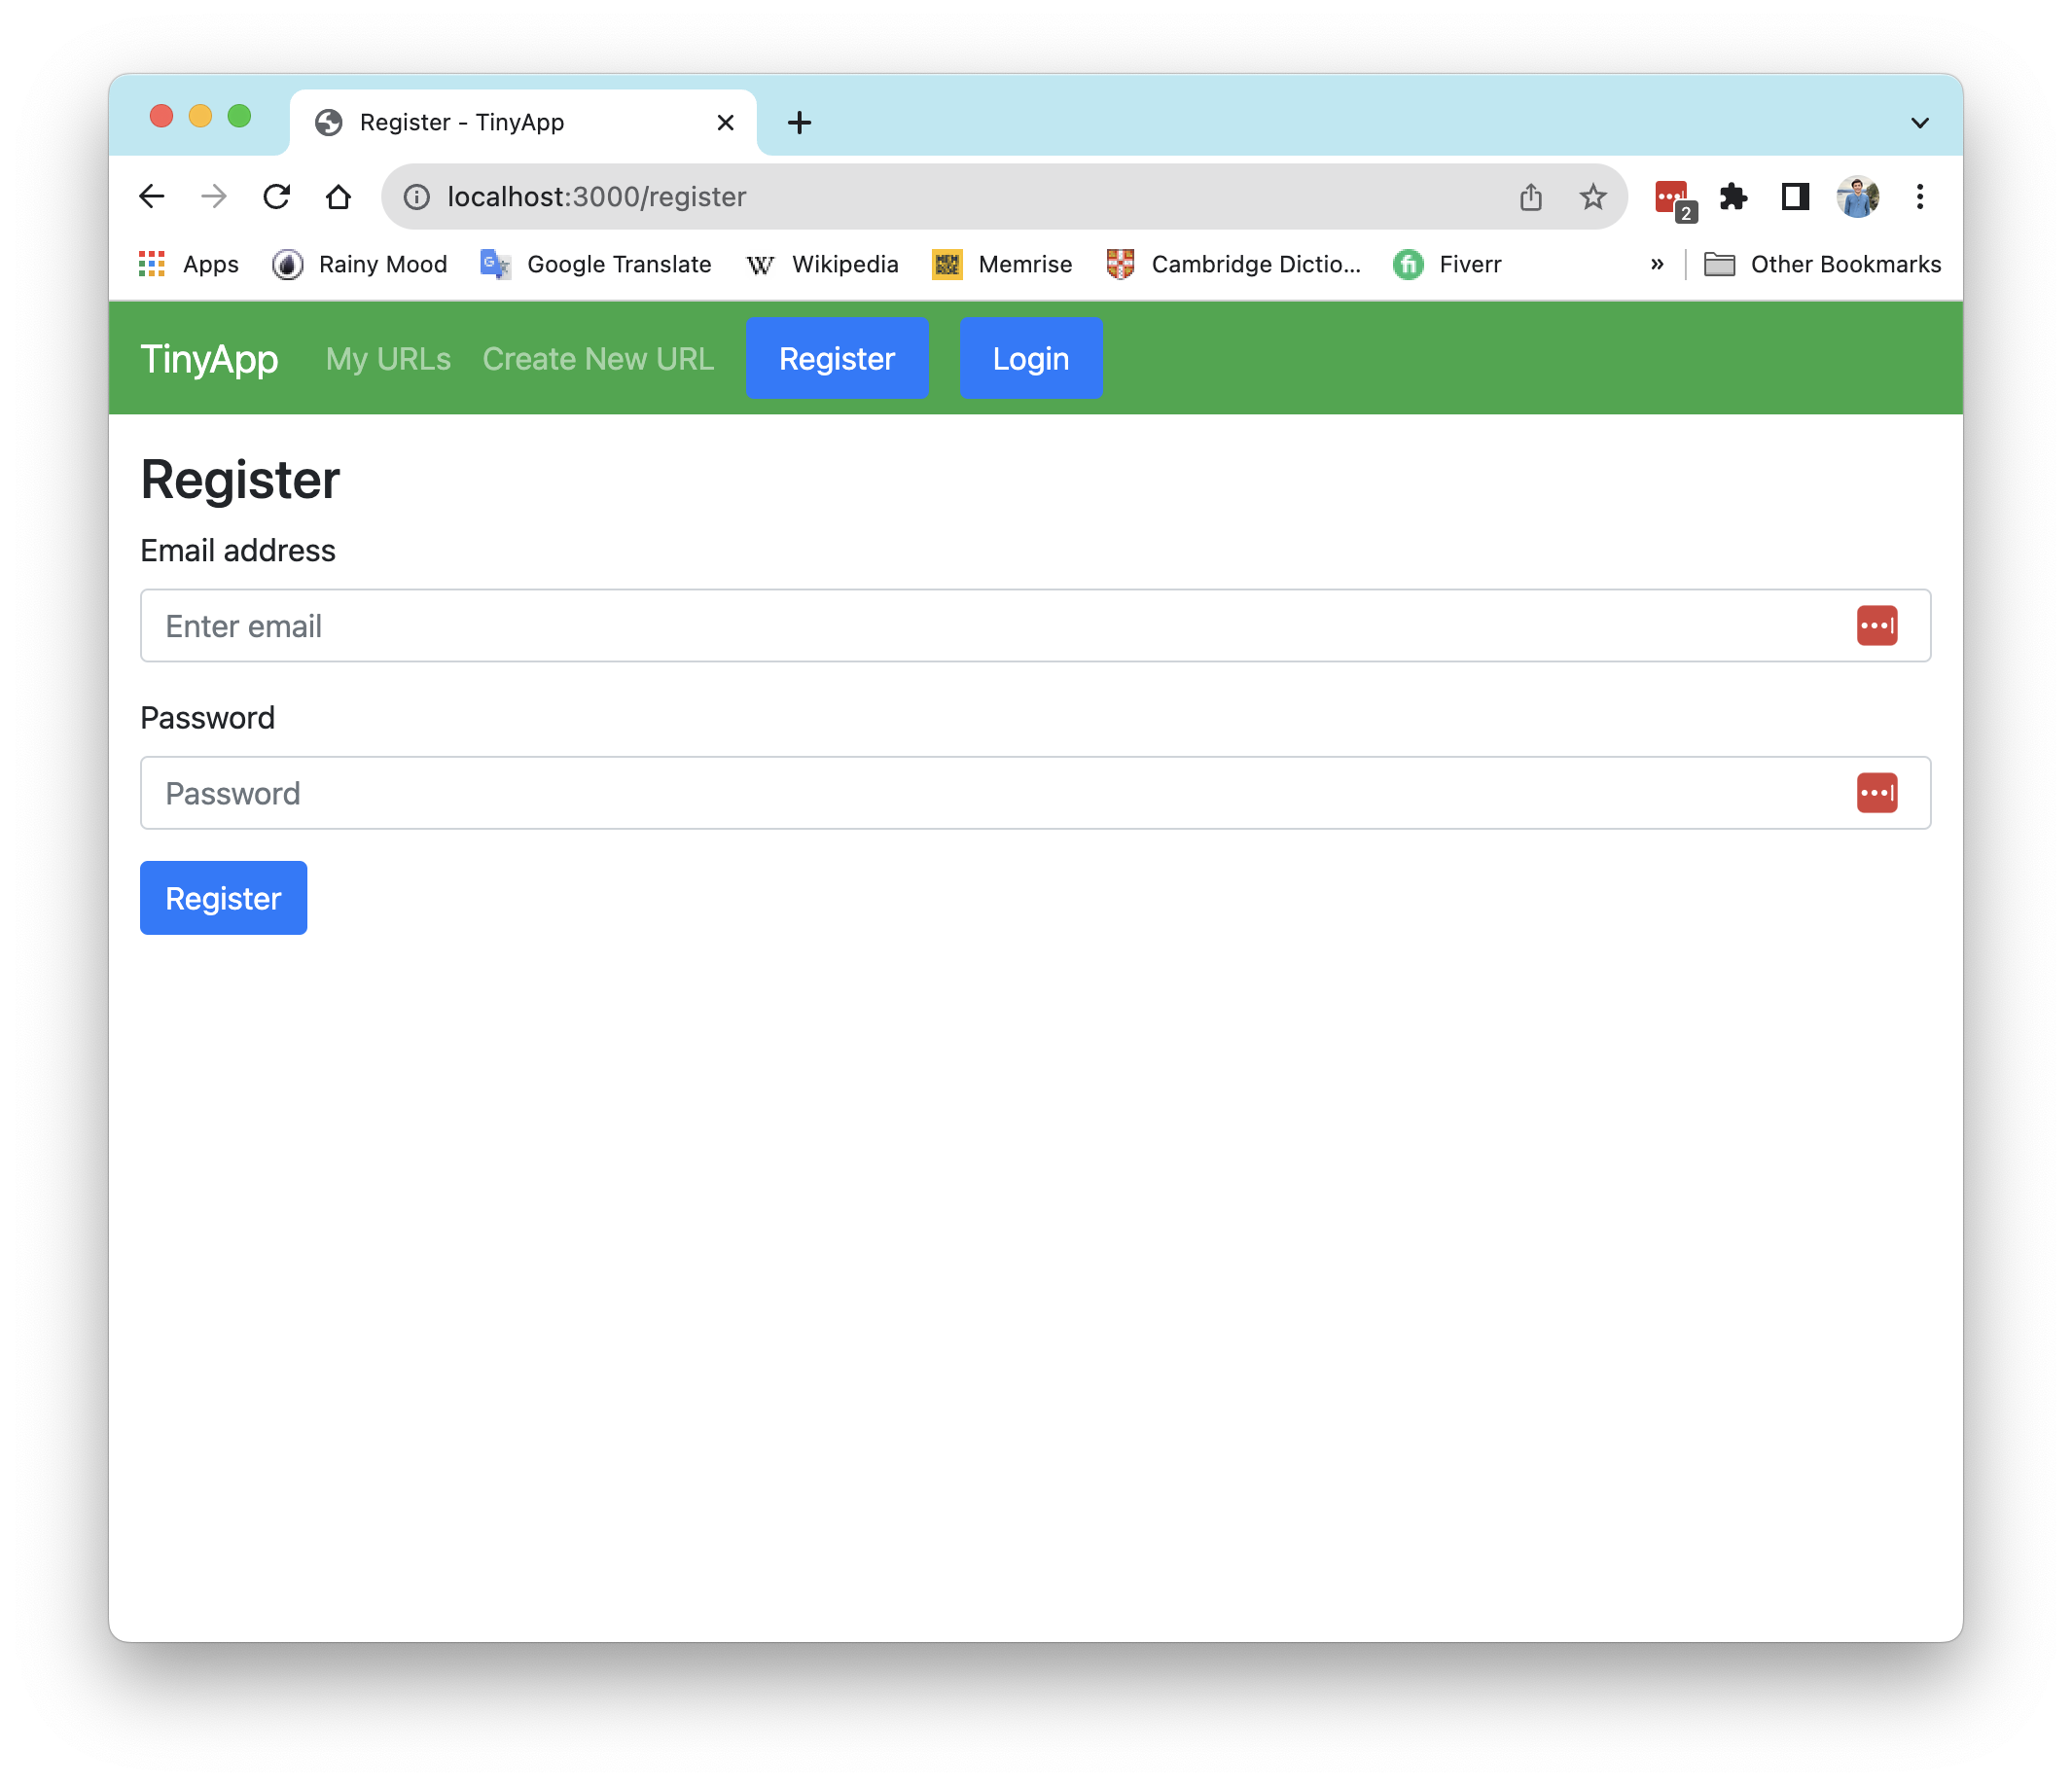 Register - TinyApp
localhost:3000/register
2
Apps Rainy Mood Google Translate Wikipedia Memrise Cambridge Dictio... Fiverr » Other Bookmarks
TinyApp My URLs Create New URL Register Login
Register
Email address
Enter email
Password
Password
Register